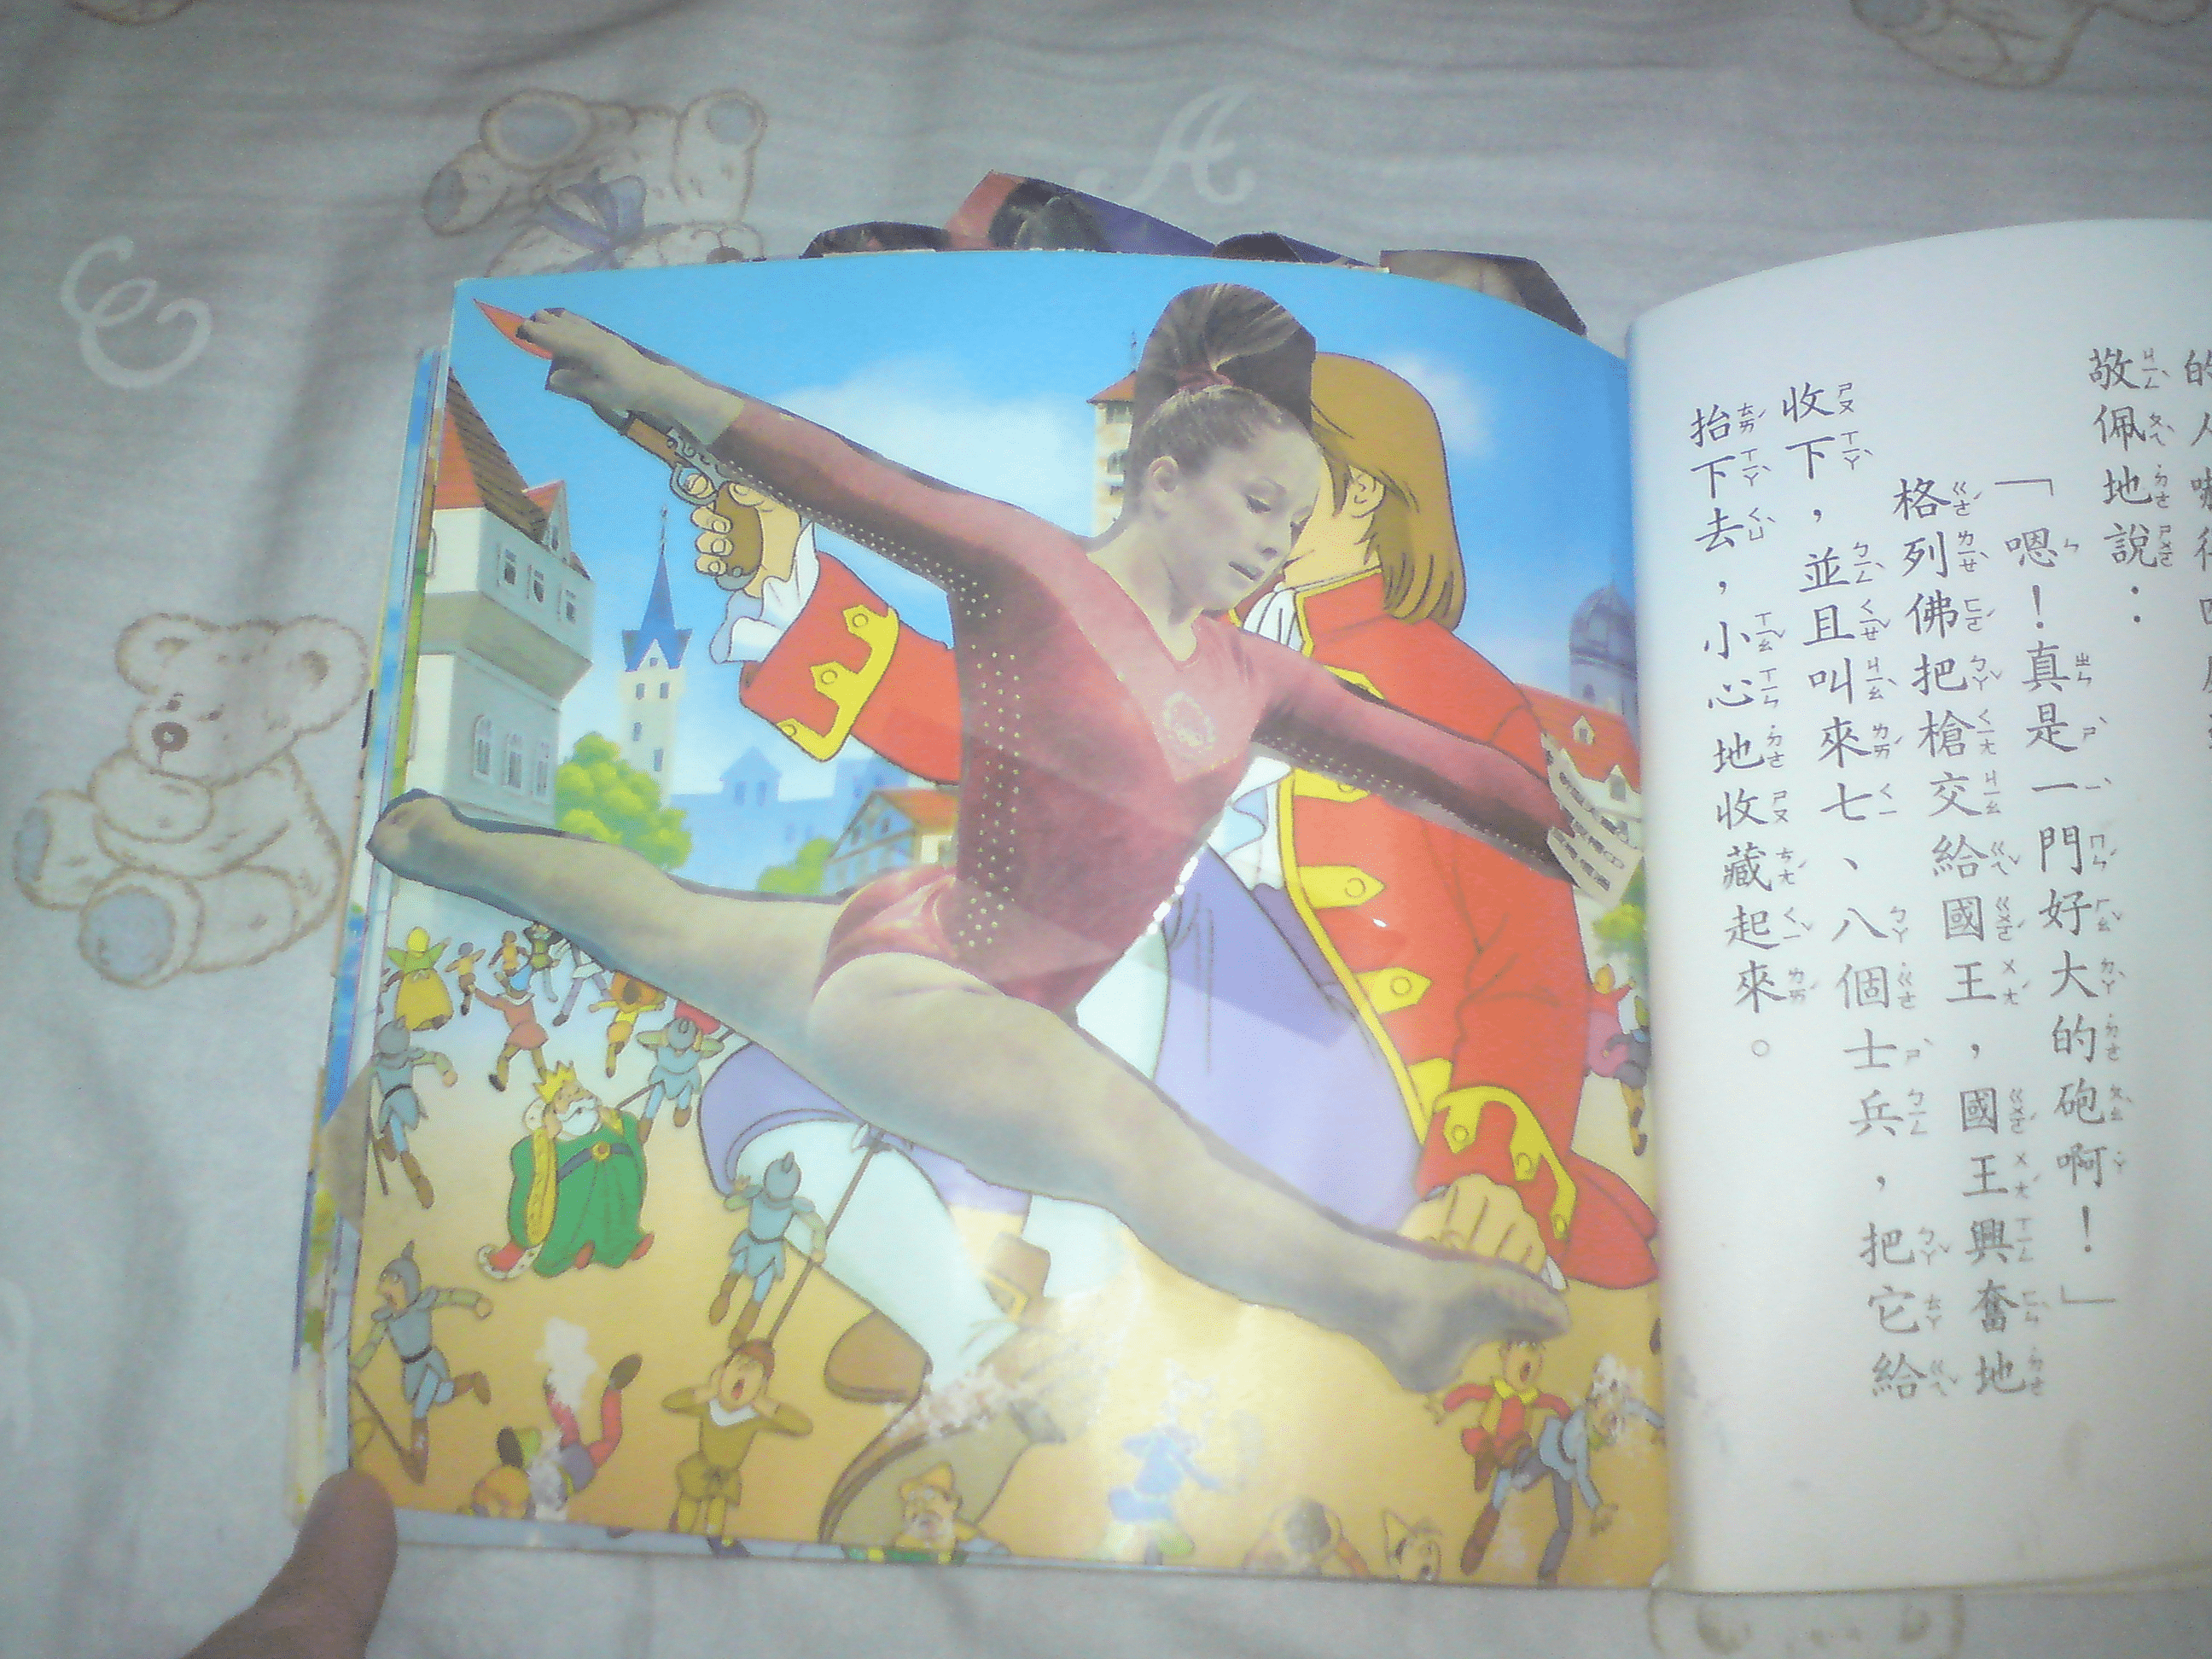 A
E
敬佩地說：
「嗯！真是一門好大的砲啊！」
格列佛把槍交給國王，國王興奮地
收下，並且叫來七、八個士兵，把它給
抬下去，小心地收藏起來。